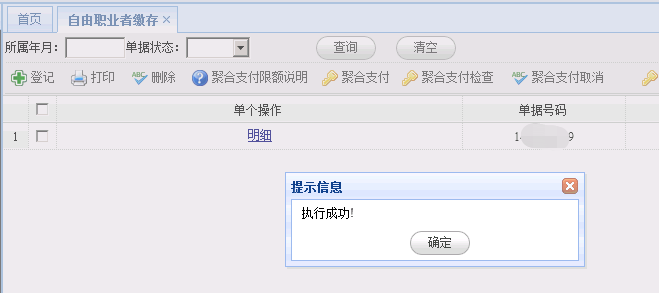 首页 自由职业者缴存
所属年月： 单据状态： 查询 清空
登记 打印 删除 聚合支付限额说明 聚合支付 聚合支付检查 聚合支付取消
单个操作 单据号码
1 明细
提示信息
执行成功!
确定